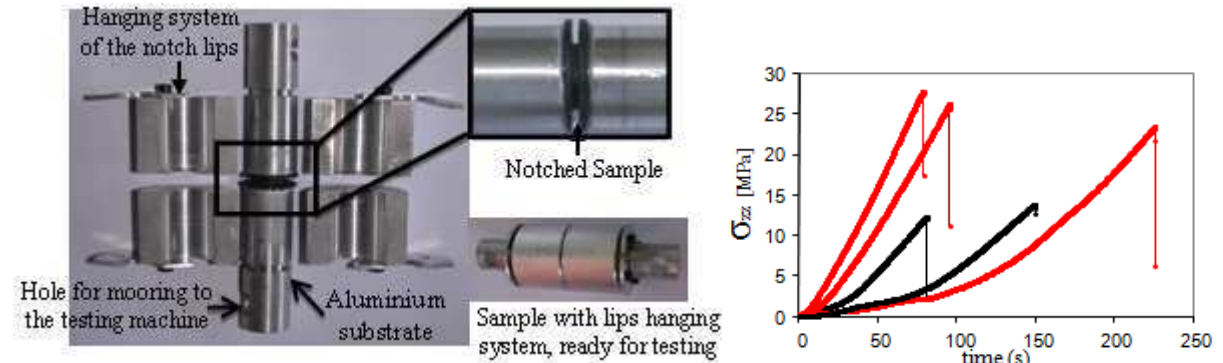 Hanging system
of the notch lips
Notched Sample
Hole for mooring to
the testing machine
Aluminium
substrate
Sample with lips hanging
system, ready for testing
σzz [MPa]
30
25
20
15
10
5
0
0 50 100 150 200 250
time (s)